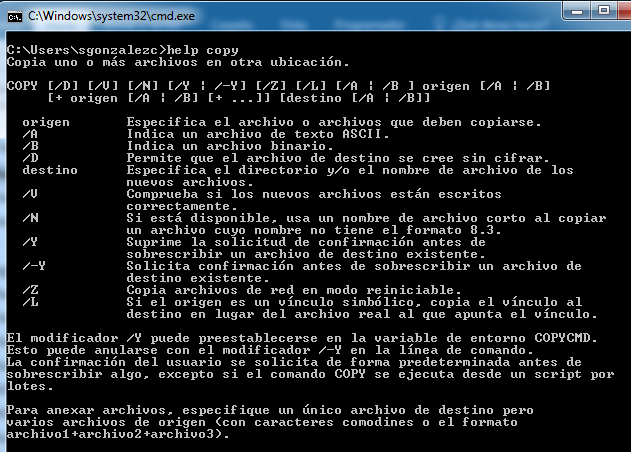 C:\Windows\system32\cmd.exe
C:\Users\sgonzalezc>help copy
Copia uno o más archivos en otra ubicación.
COPY [/D] [/V] [/N] [/Y ¦ /-Y] [/Z] [/L] [/A ¦ /B ] origen [/A ¦ /B]
[+ origen [/A ¦ /B] [+ ...]] [destino [/A ¦ /B]]
origen Especifica el archivo o archivos que deben copiarse.
/A Indica un archivo de texto ASCII.
/B Indica un archivo binario.
/D Permite que el archivo de destino se cree sin cifrar.
destino Especifica el directorio y/o el nombre de archivo de los
nuevos archivos.
/V Comprueba si los nuevos archivos están escritos
correctamente.
/N Si está disponible, usa un nombre de archivo corto al copiar
un archivo cuyo nombre no tiene el formato 8.3.
/Y Suprime la solicitud de confirmación antes de
sobrescribir un archivo de destino existente.
/-Y Solicita confirmación antes de sobrescribir un archivo de
destino existente.
/Z Copia archivos de red en modo reiniciable.
/L Si el origen es un vínculo simbólico, copia el vínculo al
destino en lugar del archivo real al que apunta el vínculo.
El modificador /Y puede preestablecerse en la variable de entorno COPYCMD.
Esto puede anularse con el modificador /-Y en la línea de comando.
La confirmación del usuario se solicita de forma predeterminada antes de
sobrescribir algo, excepto si el comando COPY se ejecuta desde un script por
lotes.
Para anexar archivos, especifique un único archivo de destino pero
varios archivos de origen (con caracteres comodines o el formato
archivo1+archivo2+archivo3).